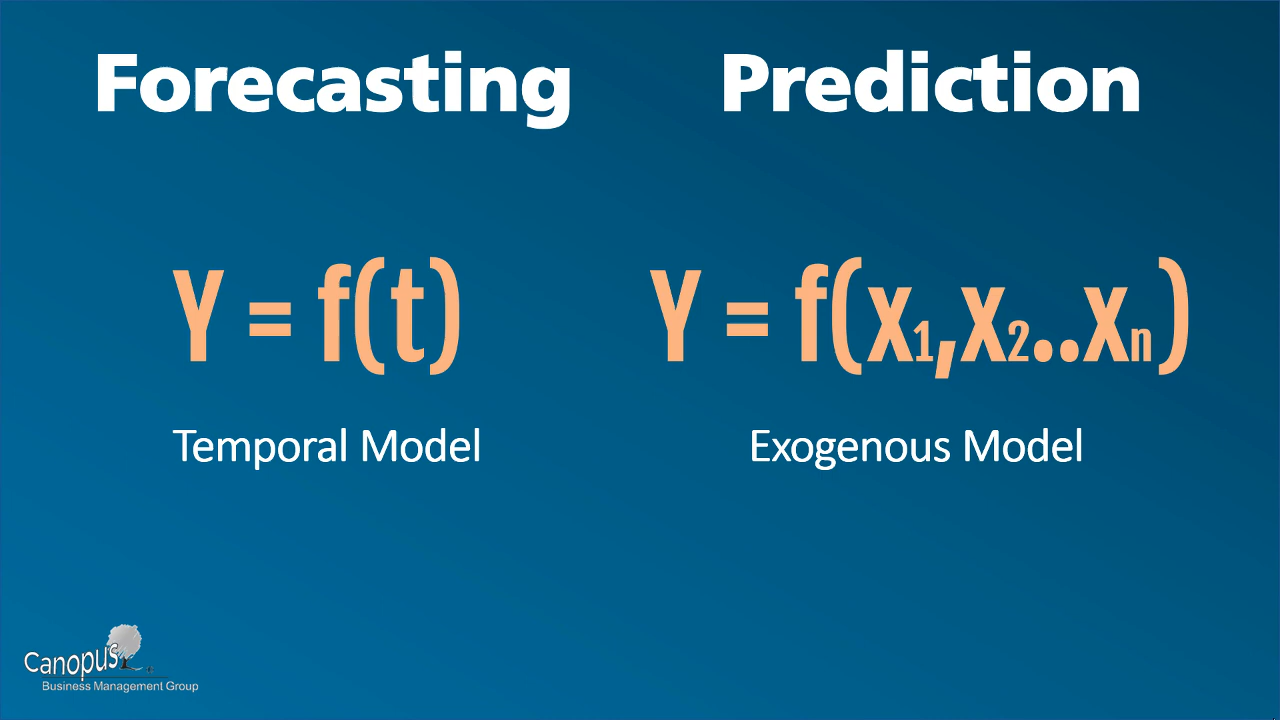 Forecasting
Prediction
Y = f(t)
Y = f(x₁,x₂..xₙ)
Temporal Model
Exogenous Model
Canopus
Business Management Group